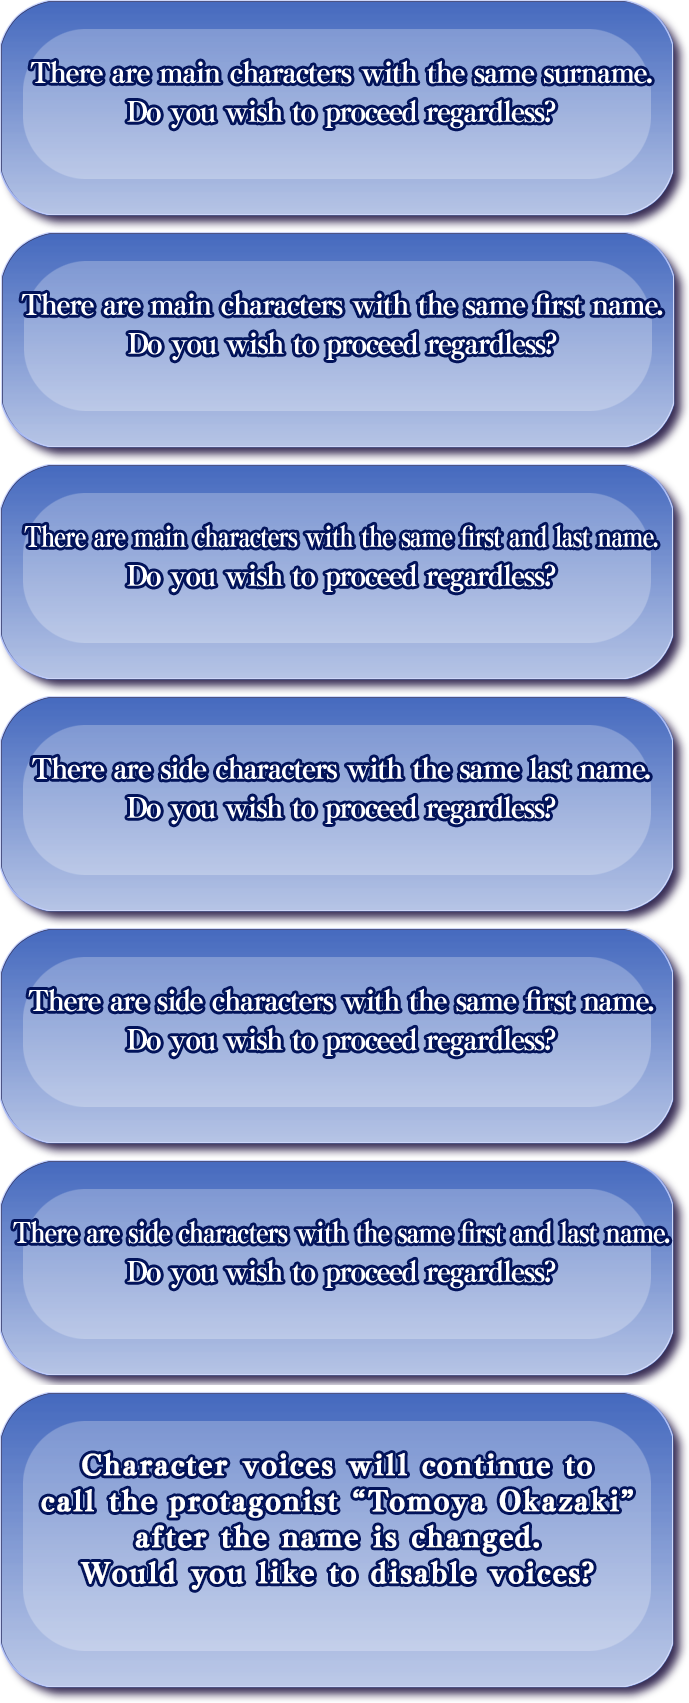 There are main characters with the same surname.
Do you wish to proceed regardless?
There are main characters with the same first name.
Do you wish to proceed regardless?
There are main characters with the same first and last name.
Do you wish to proceed regardless?
There are side characters with the same last name.
Do you wish to proceed regardless?
There are side characters with the same first name.
Do you wish to proceed regardless?
There are side characters with the same first and last name.
Do you wish to proceed regardless?
Character voices will continue to
call the protagonist “Tomoya Okazaki”
after the name is changed.
Would you like to disable voices?